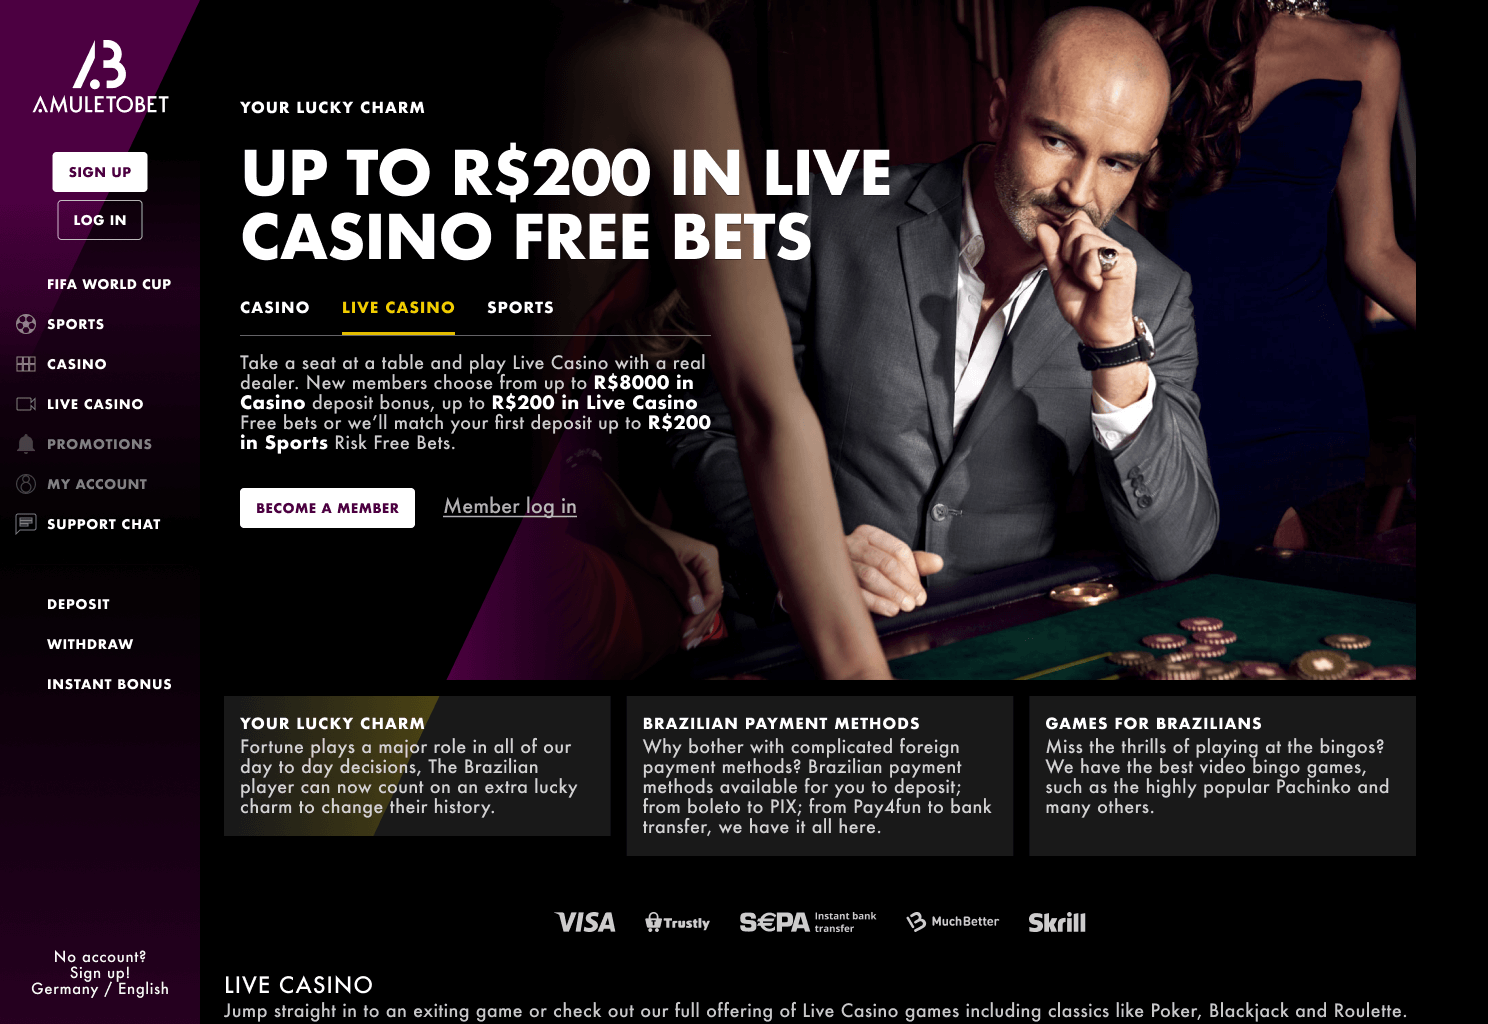 AMULETOBET
SIGN UP
LOG IN
FIFA WORLD CUP
SPORTS
CASINO
LIVE CASINO
PROMOTIONS
MY ACCOUNT
SUPPORT CHAT
DEPOSIT
WITHDRAW
INSTANT BONUS
No account?
Sign up!
Germany / English
YOUR LUCKY CHARM
UP TO R$200 IN LIVE
CASINO FREE BETS
CASINO LIVE CASINO SPORTS
Take a seat at a table and play Live Casino with a real
dealer. New members choose from up to R$8000 in
Casino deposit bonus, up to R$200 in Live Casino
Free bets or we’ll match your first deposit up to R$200
in Sports Risk Free Bets.
BECOME A MEMBER Member log in
YOUR LUCKY CHARM
Fortune plays a major role in all of our
day to day decisions, The Brazilian
player can now count on an extra lucky
charm to change their history.
BRAZILIAN PAYMENT METHODS
Why bother with complicated foreign
payment methods? Brazilian payment
methods available for you to deposit;
from boleto to PIX; from Pay4fun to bank
transfer, we have it all here.
GAMES FOR BRAZILIANS
Miss the thrills of playing at the bingos?
We have the best video bingo games,
such as the highly popular Pachinko and
many others.
VISA Trustly S€PA Instant bank transfer MuchBetter Skrill
LIVE CASINO
Jump straight in to an exiting game or check out our full offering of Live Casino games including classics like Poker, Blackjack and Roulette.